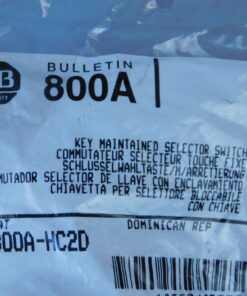 BULLETIN
800A
KEY MAINTAINED SELECTOR SWITCH
COMMUTATEUR SELECTEUR TOUCHE FIXE
SCHLUSSELWAHLTASTE/M/ARRETIERUNG
MUTADOR SELECTOR DE LLAVE CON ENCLAVAMIENTO
CHIAVETTA PER SELETTORE BLOCCABILE
CON CHIAVE
800A-HC2D
DOMINICAN REP